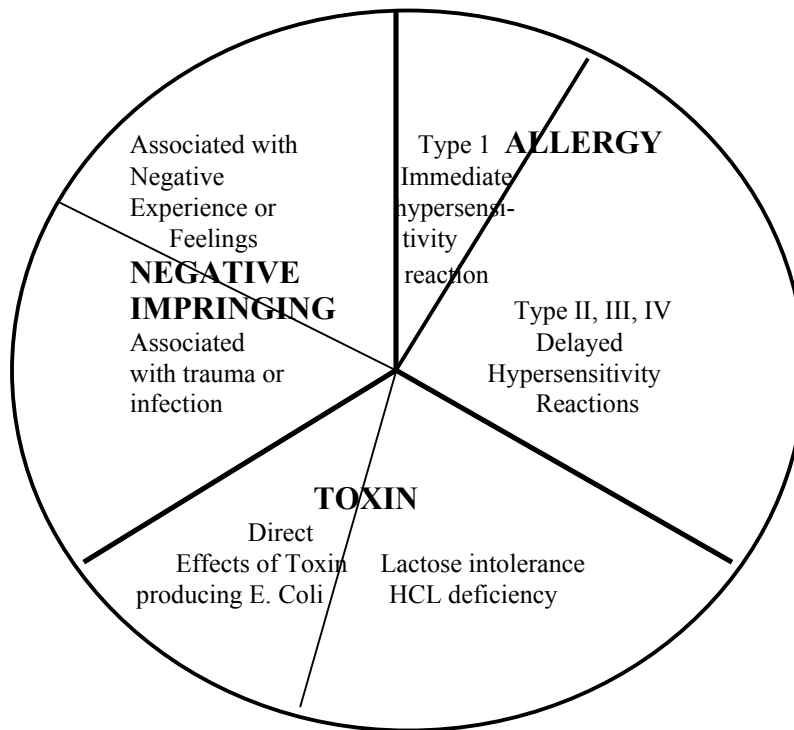 Associated with
Negative
Experience or
Feelings
NEGATIVE
IMPRINGING
Associated
with trauma or
infection
Type 1 ALLERGY
Immediate
hypersensi-
tivity
reaction
Type II, III, IV
Delayed
Hypersensitivity
Reactions
TOXIN
Direct
Effects of Toxin
producing E. Coli
Lactose intolerance
HCL deficiency